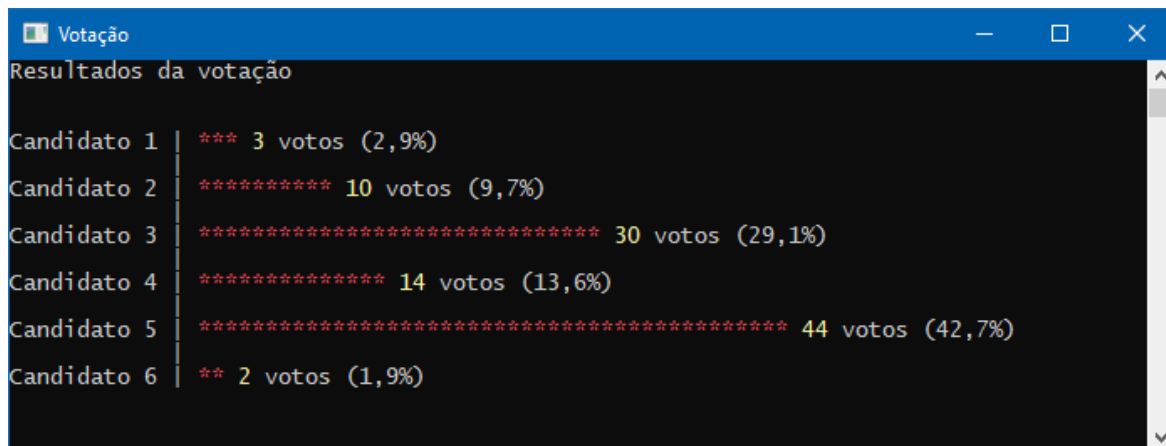 Votação
Resultados da votação
Candidato 1 | *** 3 votos (2,9%)
Candidato 2 | ********** 10 votos (9,7%)
Candidato 3 | ****************************** 30 votos (29,1%)
Candidato 4 | ************** 14 votos (13,6%)
Candidato 5 | ******************************************** 44 votos (42,7%)
Candidato 6 | ** 2 votos (1,9%)